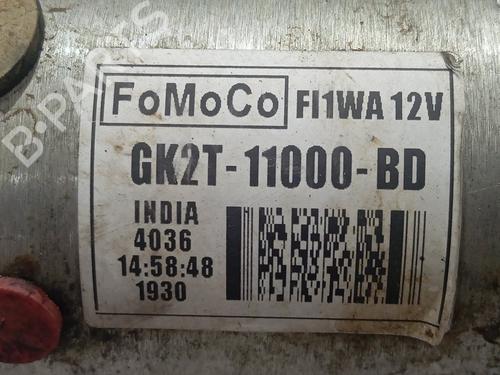 FoMoCo FI1WA 12V
GK2T-11000-BD
INDIA
4036
14:58:48
1930
B-PARTS